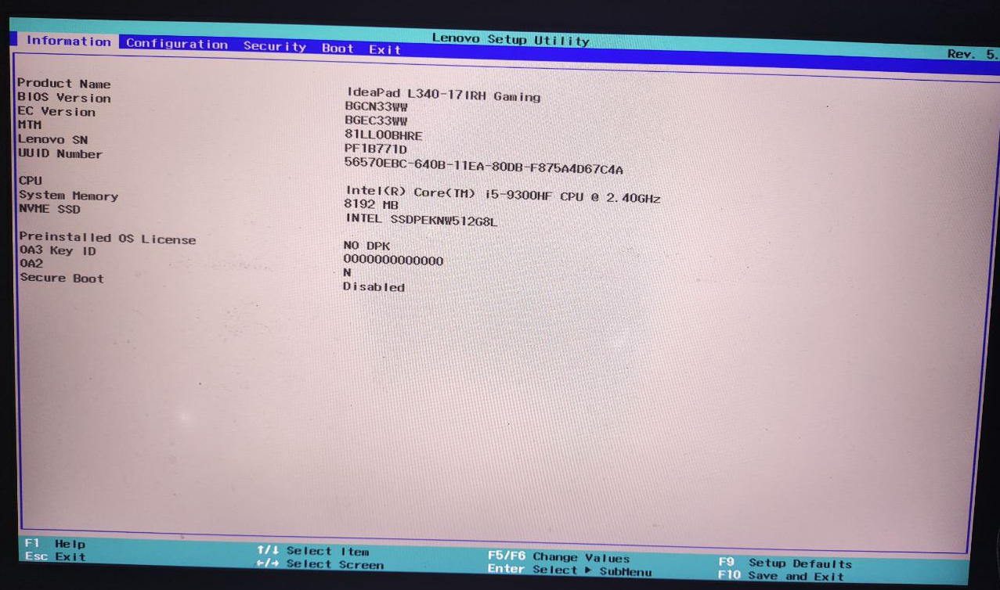 Lenovo Setup Utility
Rev. 5.
Information Configuration Security Boot Exit
Product Name IdeaPad L340-17IRH Gaming
BIOS Version BGCN33WW
EC Version BGEC33WW
MTM 81LL00BHRE
Lenovo SN PF1B771D
UUID Number 56570EBC-640B-11EA-80DB-F875A4D67C4A
CPU Intel(R) Core(TM) i5-9300HF CPU @ 2.40GHz
System Memory 8192 MB
NVME SSD INTEL SSDPEKNW512G8L
Preinstalled OS License NO DPK
OA3 Key ID 0000000000000
OA2 N
Secure Boot Disabled
F1 Help ↑/↓ Select Item F5/F6 Change Values F9 Setup Defaults
Esc Exit ←/→ Select Screen Enter Select ▶ SubMenu F10 Save and Exit